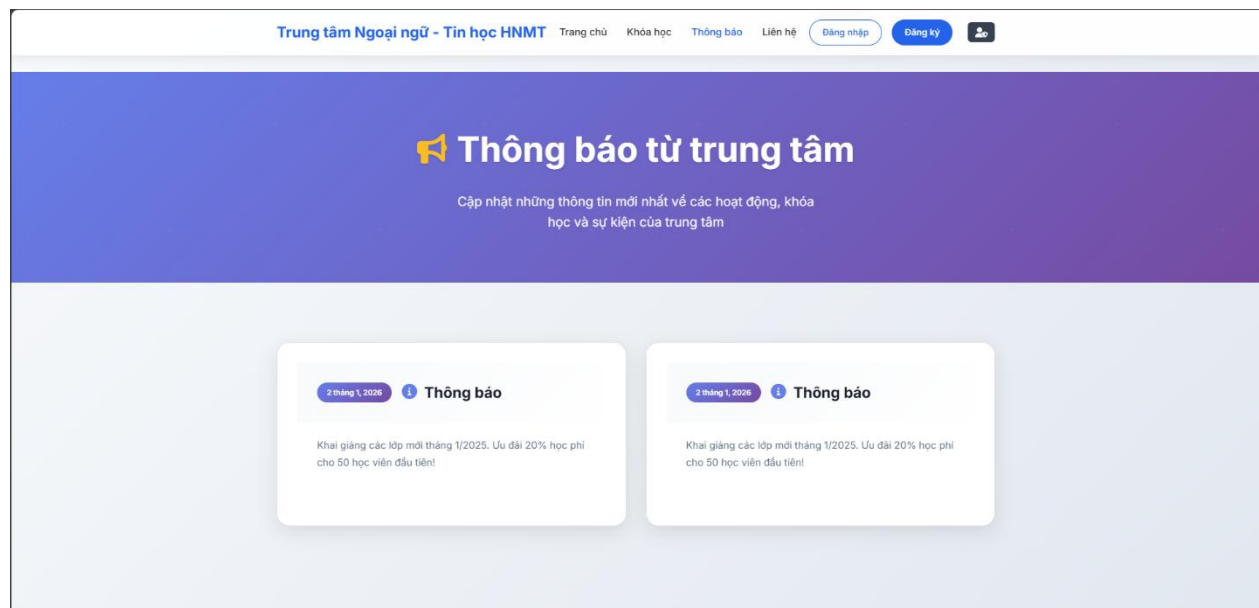 Trung tâm Ngoại ngữ - Tin học HNMT Trang chủ Khóa học Thông báo Liên hệ Đăng nhập Đăng ký
Thông báo từ trung tâm
Cập nhật những thông tin mới nhất về các hoạt động, khóa
học và sự kiện của trung tâm
2 tháng 1, 2026 Thông báo
Khai giảng các lớp mới tháng 1/2025. Ưu đãi 20% học phí
cho 50 học viên đầu tiên!
2 tháng 1, 2026 Thông báo
Khai giảng các lớp mới tháng 1/2025. Ưu đãi 20% học phí
cho 50 học viên đầu tiên!